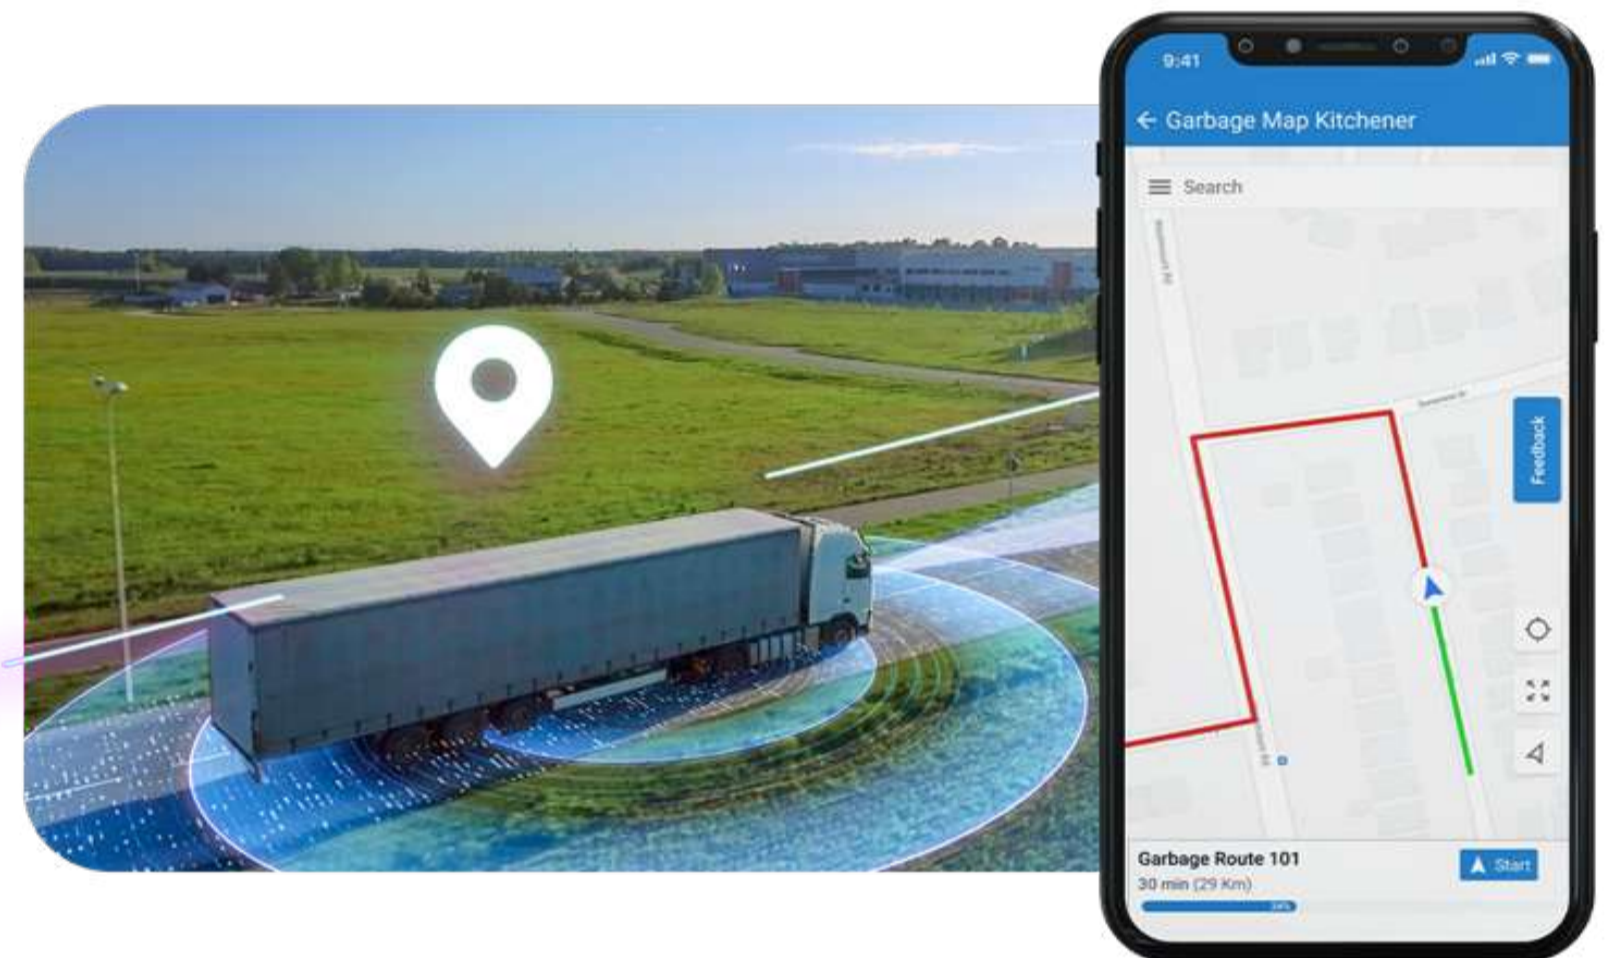 9:41
Garbage Map Kitchener
Search
Feedback
Garbage Route 101
Start
30 min (29 Km)